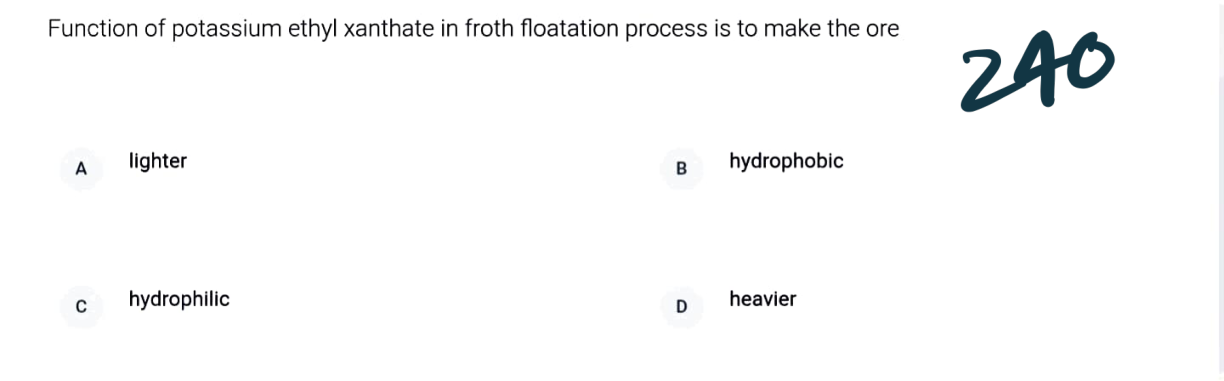 Function of potassium ethyl xanthate in froth floatation process is to make the ore
240
A lighter
B hydrophobic
C hydrophilic
D heavier